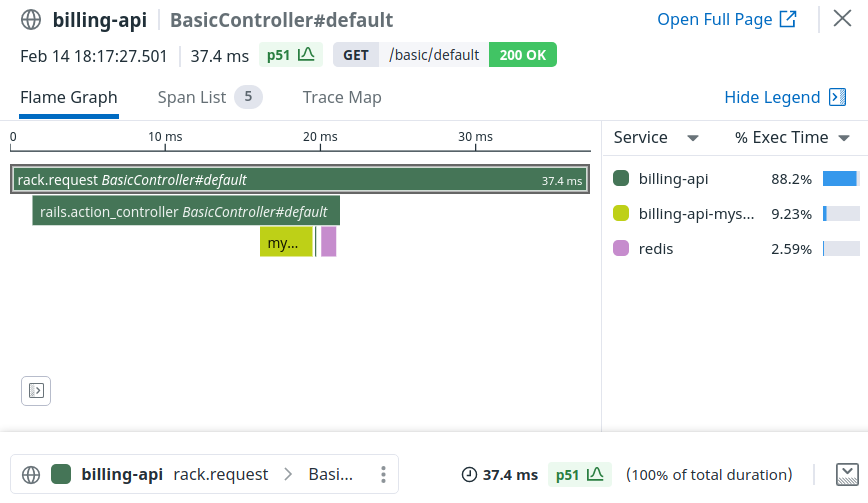 billing-api BasicController#default Open Full Page
Feb 14 18:17:27.501 37.4 ms p51 GET /basic/default 200 OK
Flame Graph Span List 5 Trace Map Hide Legend
0 10 ms 20 ms 30 ms
rack.request BasicController#default 37.4 ms
rails.action_controller BasicController#default
my...
Service % Exec Time
billing-api 88.2%
billing-api-mys... 9.23%
redis 2.59%
billing-api rack.request Basi... 37.4 ms p51 (100% of total duration)